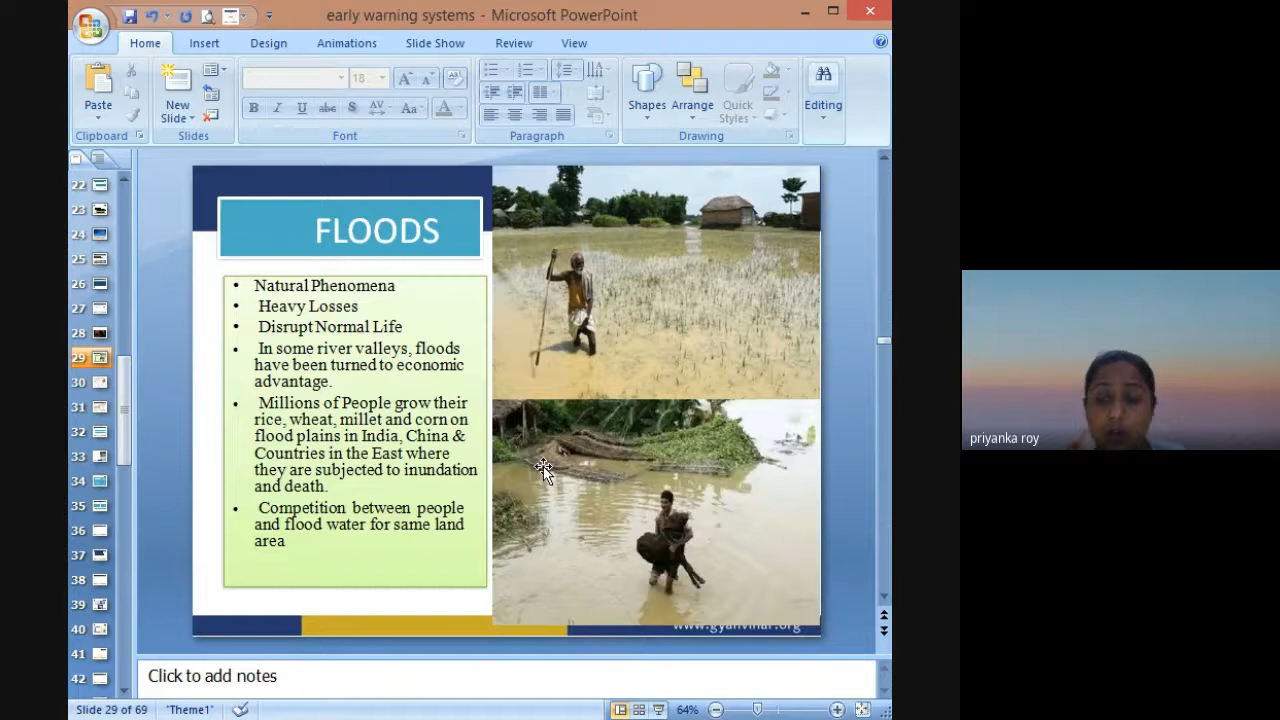 early warning systems - Microsoft PowerPoint
Home Insert Design Animations Slide Show Review View
Paste
New Slide
Shapes Arrange Quick Styles
Editing
18
B I U abc S AV Aa A
Clipboard Slides Font Paragraph Drawing
22
23
24
25
26
27
28
29
30
31
32
33
34
35
36
37
38
39
40
41
42
FLOODS
• Natural Phenomena
• Heavy Losses
• Disrupt Normal Life
• In some river valleys, floods
have been turned to economic
advantage.
• Millions of People grow their
rice, wheat, millet and corn on
flood plains in India, China &
Countries in the East where
they are subjected to inundation
and death.
• Competition between people
and flood water for same land
area
www.gyanvihar.org
Click to add notes
Slide 29 of 69 "Theme1" 64%
priyanka roy